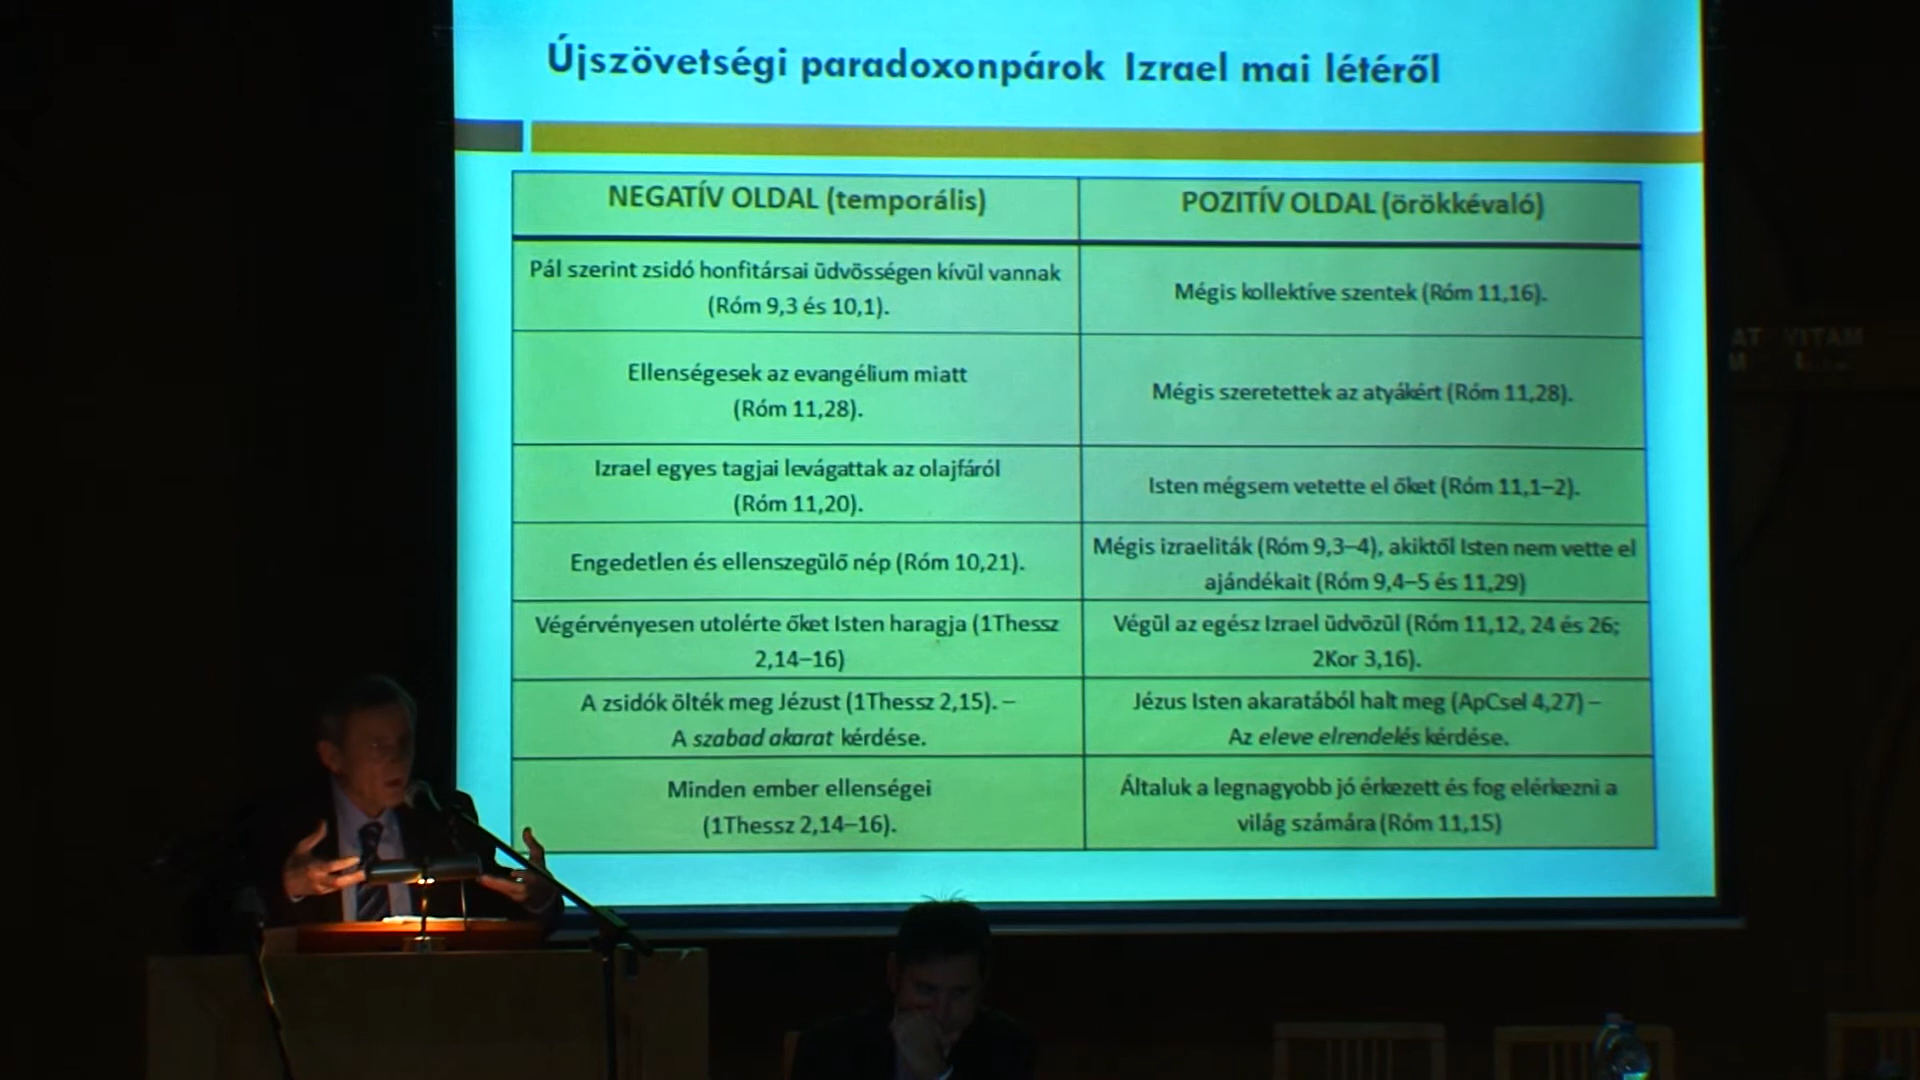 Újszövetségi paradoxonpárok Izrael mai létéről
NEGATÍV OLDAL (temporális)
POZITÍV OLDAL (örökkévaló)
Pál szerint zsidó honfitársai üdvösségen kívül vannak
(Róm 9,3 és 10,1).
Mégis kollektíve szentek (Róm 11,16).
Ellenségesek az evangélium miatt
(Róm 11,28).
Mégis szeretettek az atyákért (Róm 11,28).
Izrael egyes tagjai levágattak az olajfáról
(Róm 11,20).
Isten mégsem vetette el őket (Róm 11,1–2).
Engedetlen és ellenszegülő nép (Róm 10,21).
Mégis izraeliták (Róm 9,3–4), akiktől Isten nem vette el
ajándékait (Róm 9,4–5 és 11,29)
Végérvényesen utolérte őket Isten haragja (1Thessz
2,14–16)
Végül az egész Izrael üdvözül (Róm 11,12, 24 és 26;
2Kor 3,16).
A zsidók ölték meg Jézust (1Thessz 2,15). –
A szabad akarat kérdése.
Jézus Isten akaratából halt meg (ApCsel 4,27) –
Az eleve elrendelés kérdése.
Minden ember ellenségei
(1Thessz 2,14–16).
Általuk a legnagyobb jó érkezett és fog elérkezni a
világ számára (Róm 11,15)
AT VITAM